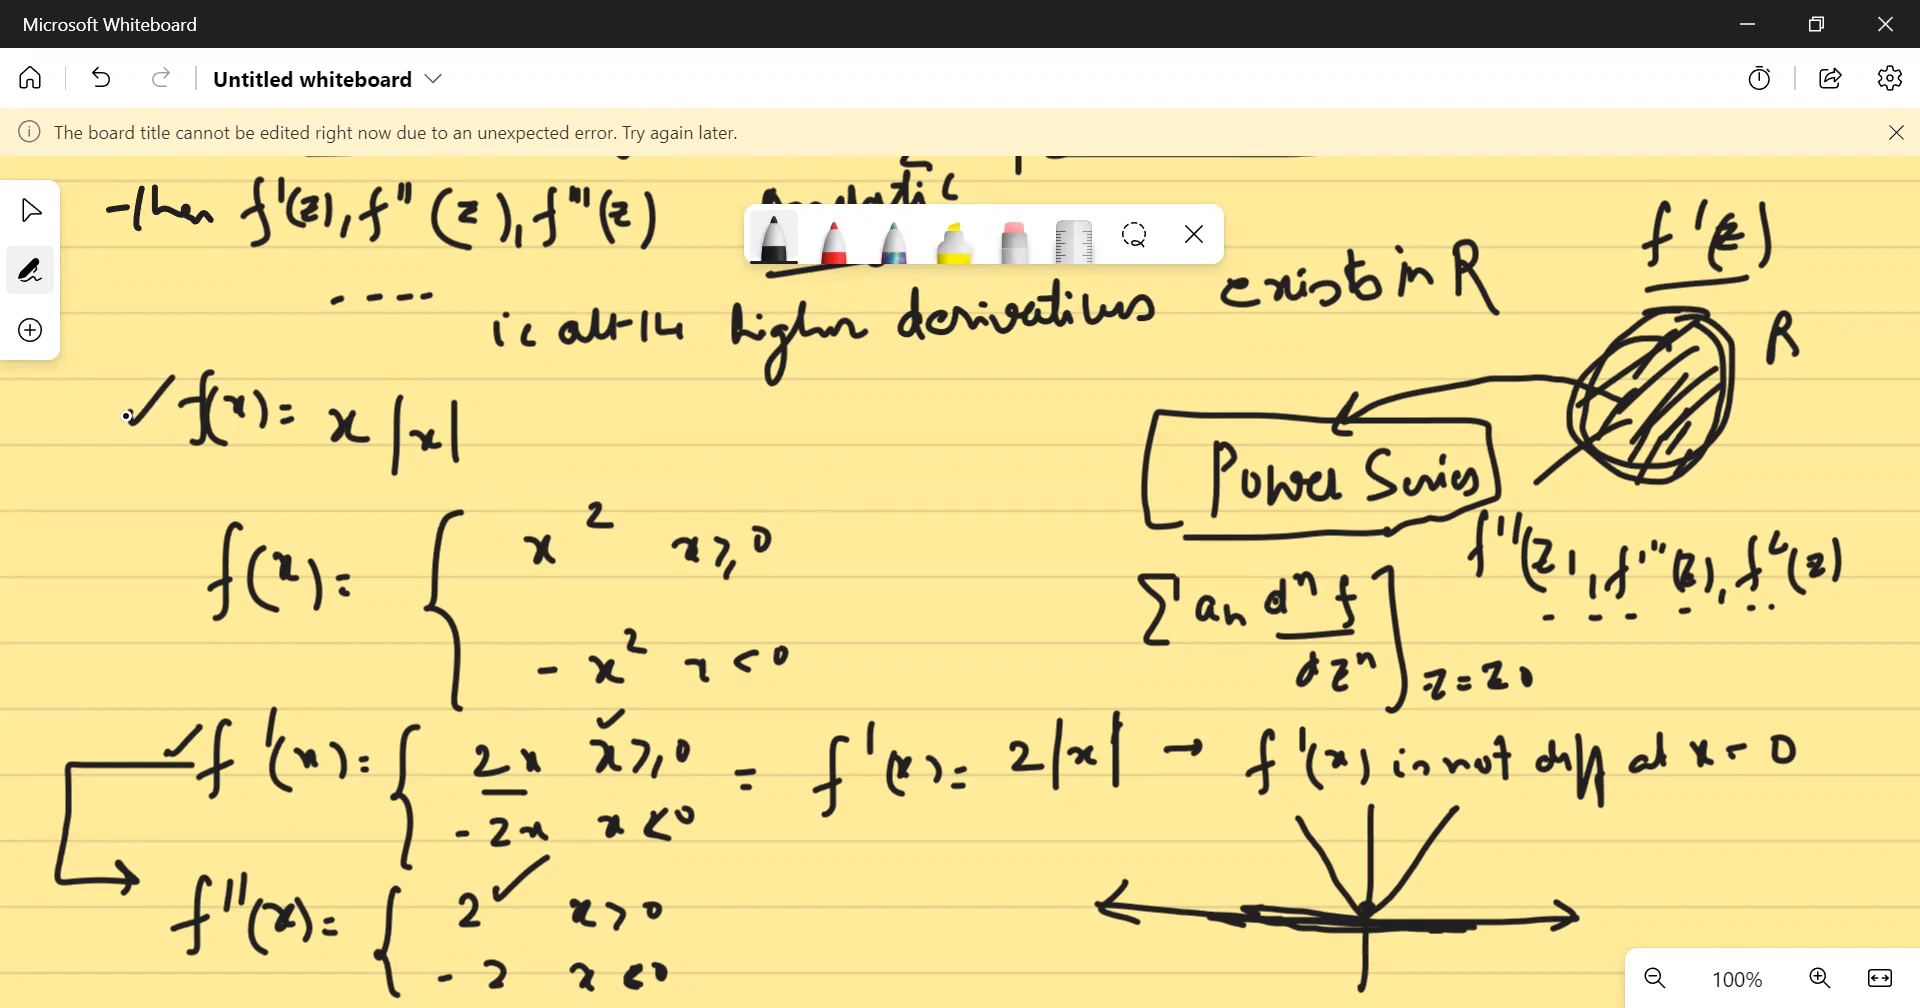 Microsoft Whiteboard
Untitled whiteboard
The board title cannot be edited right now due to an unexpected error. Try again later.
then f'(z), f''(z), f'''(z) analytic
- - - -
higher derivatives exists in R
f'(z)
R
f(x) = x |x|
Power Series
f(x) = { x² x ≥ 0
- x² x < 0
f''(z), f'''(z), f⁴(z)
- - - - - -
∑ an dⁿf / dzⁿ ] z = z0
f'(x) = { 2x x ≥ 0 = f'(x) = 2|x| → f'(x) is not diff at x = 0
- 2x x < 0
f''(x) = { 2 x > 0
- 2 x < 0
100%